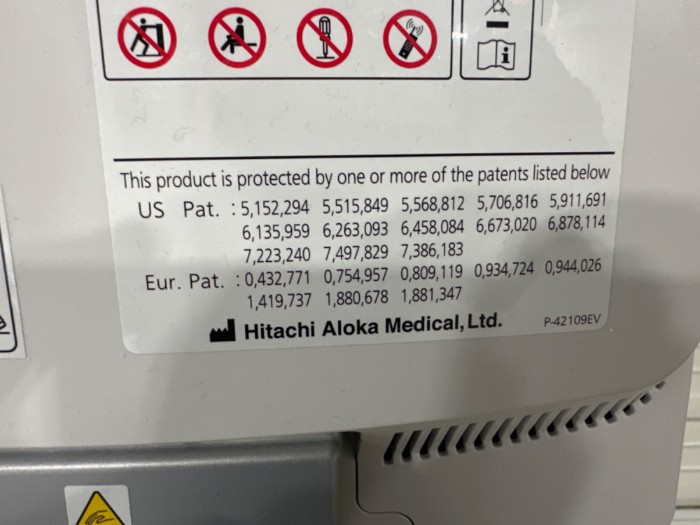 This product is protected by one or more of the patents listed below
US Pat. : 5,152,294 5,515,849 5,568,812 5,706,816 5,911,691
6,135,959 6,263,093 6,458,084 6,673,020 6,878,114
7,223,240 7,497,829 7,386,183
Eur. Pat. : 0,432,771 0,754,957 0,809,119 0,934,724 0,944,026
1,419,737 1,880,678 1,881,347
Hitachi Aloka Medical, Ltd. P-42109EV